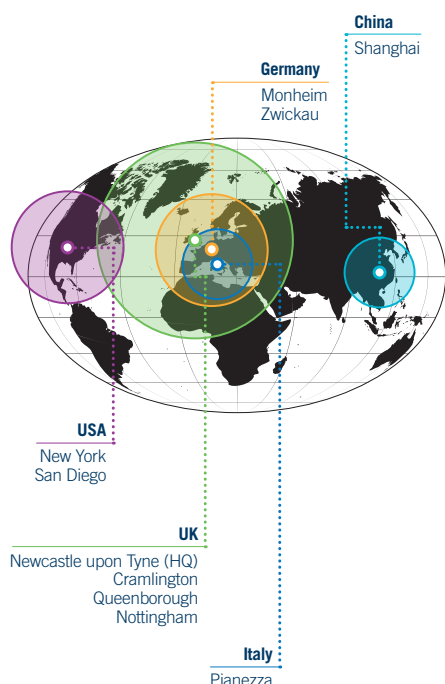 China
Shanghai
Germany
Monheim
Zwickau
USA
New York
San Diego
UK
Newcastle upon Tyne (HQ)
Cramlington
Queenborough
Nottingham
Italy
Pianezza